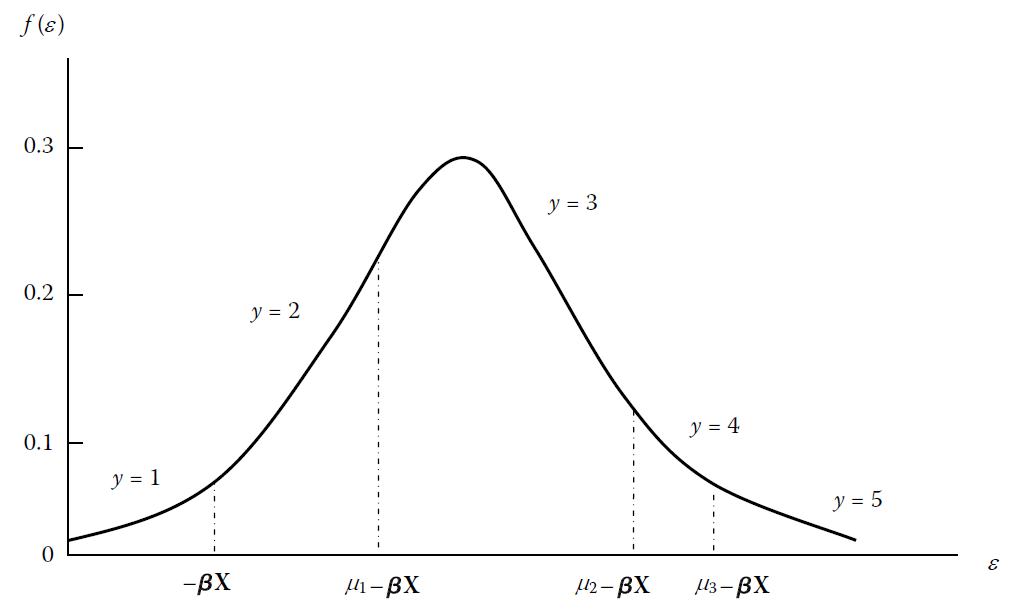 f(ε)
0.3
y = 3
0.2
y = 2
0.1
y = 4
y = 1
y = 5
0
ε
−βX
μ₁−βX
μ₂−βX
μ₃−βX